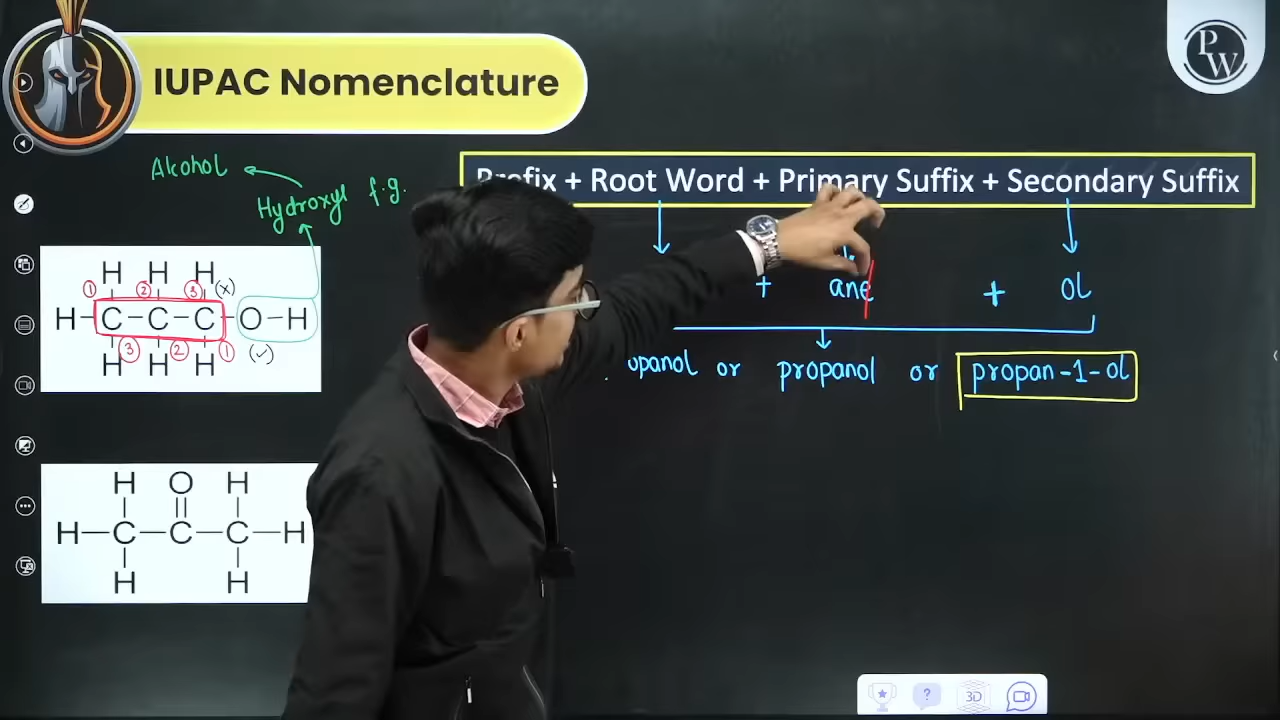 IUPAC Nomenclature
PW
Alcohol
Hydroxyl f.g.
Prefix + Root Word + Primary Suffix + Secondary Suffix
+ ane + ol
opanol or propanol or propan-1-ol
H H H
① ② ③ (x)
H-C-C-C-O-H
③ ② ① (✓)
H H H
H O H
H-C-C-C-H
H H
?
3D